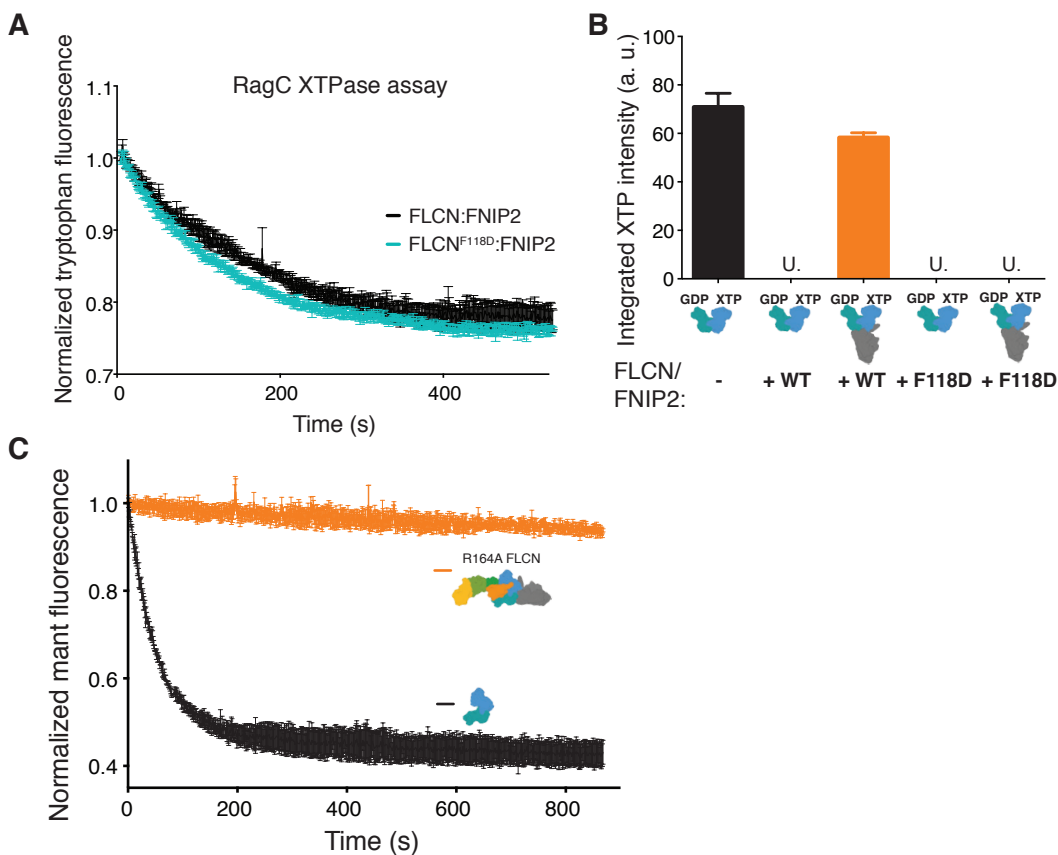 A
RagC XTPase assay
Normalized tryptophan fluorescence
1.1
1.0
0.9
0.8
0.7
0
200
400
Time (s)
FLCN:FNIP2
FLCN^F118D:FNIP2
B
Integrated XTP intensity (a. u.)
100
80
60
40
20
0
U.
U.
U.
GDP XTP
GDP XTP
GDP XTP
GDP XTP
GDP XTP
FLCN/
FNIP2:
- + WT + WT + F118D + F118D
C
Normalized mant fluorescence
1.0
0.8
0.6
0.4
0
200
400
600
800
Time (s)
R164A FLCN